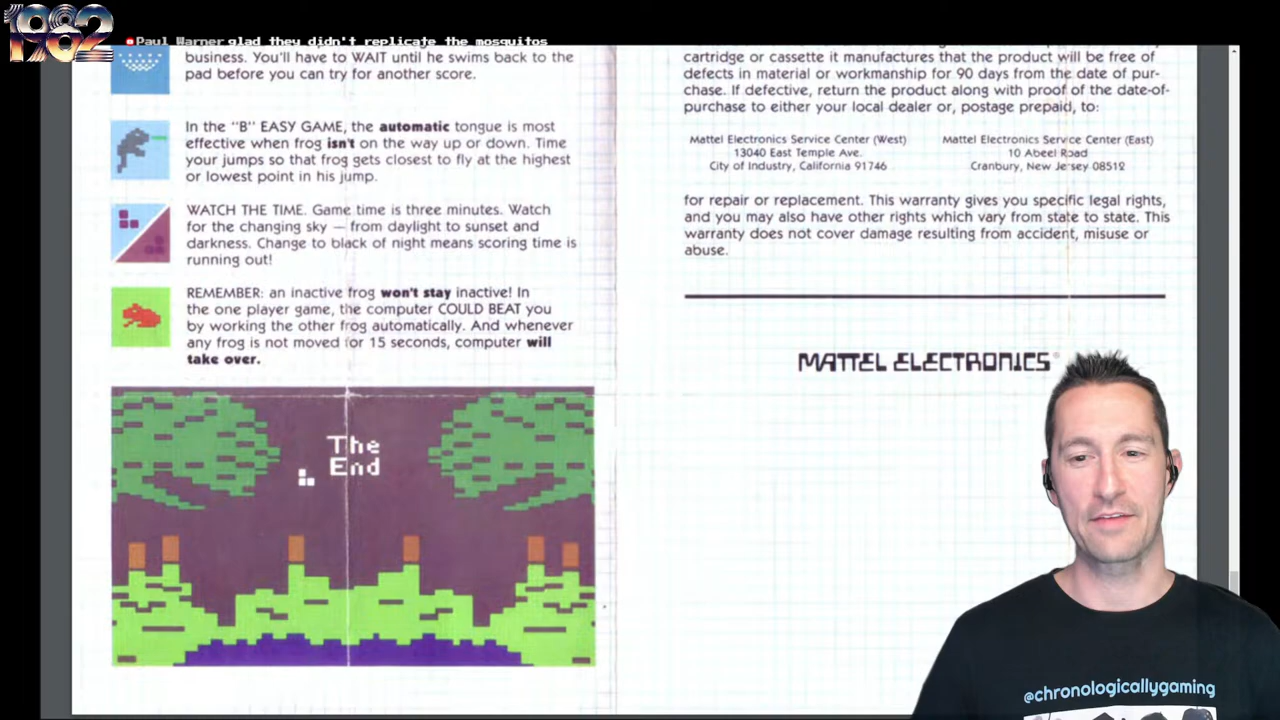 1982
Paul Warner glad they didn't replicate the mosquitos
business. You'll have to WAIT until he swims back to the
pad before you can try for another score.
In the "B" EASY GAME, the automatic tongue is most
effective when frog isn't on the way up or down. Time
your jumps so that frog gets closest to fly at the highest
or lowest point in his jump.
WATCH THE TIME. Game time is three minutes. Watch
for the changing sky — from daylight to sunset and
darkness. Change to black of night means scoring time is
running out!
REMEMBER: an inactive frog won't stay inactive! In
the one player game, the computer COULD BEAT you
by working the other frog automatically. And whenever
any frog is not moved for 15 seconds, computer will
take over.
The
End
cartridge or cassette it manufactures that the product will be free of
defects in material or workmanship for 90 days from the date of pur-
chase. If defective, return the product along with proof of the date-of-
purchase to either your local dealer or, postage prepaid, to:
Mattel Electronics Service Center (West)
13040 East Temple Ave.
City of Industry, California 91746
Mattel Electronics Service Center (East)
10 Abeel Road
Cranbury, New Jersey 08512
for repair or replacement. This warranty gives you specific legal rights,
and you may also have other rights which vary from state to state. This
warranty does not cover damage resulting from accident, misuse or
abuse.
MATTEL ELECTRONICS®
@chronologicallygaming